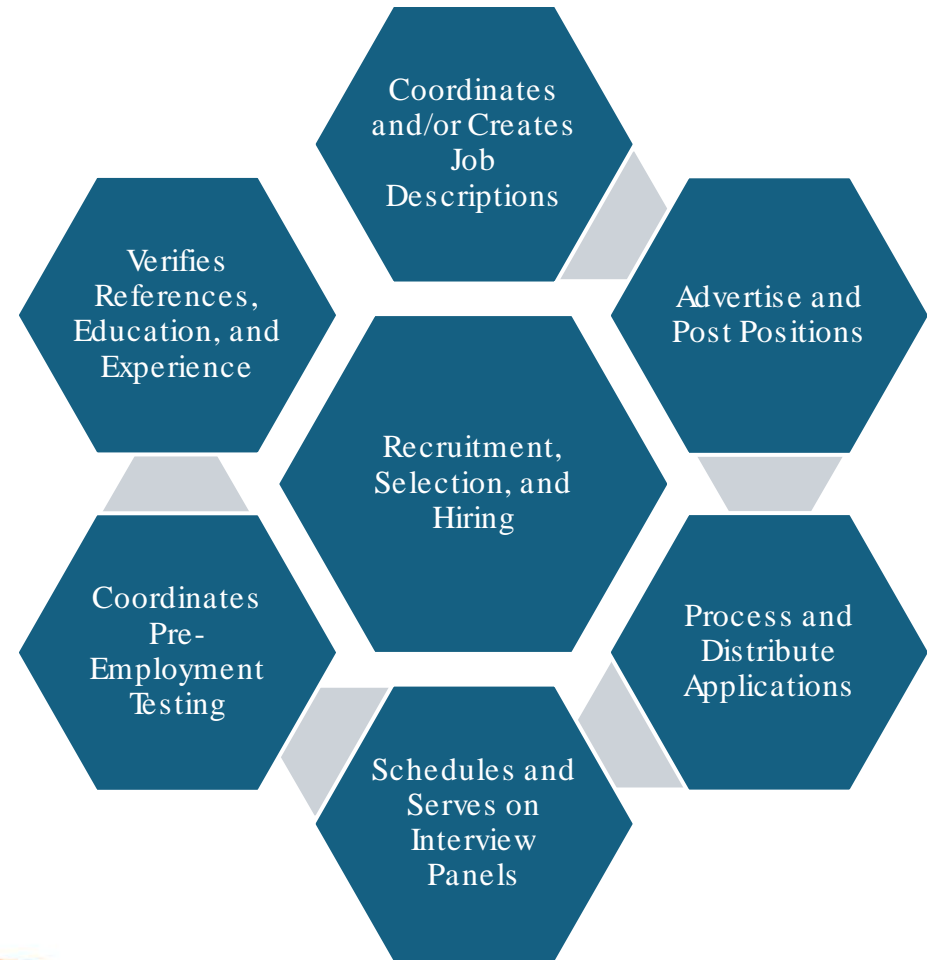 Coordinates
and/or Creates
Job
Descriptions
Advertise and
Post Positions
Process and
Distribute
Applications
Schedules and
Serves on
Interview
Panels
Coordinates
Pre-
Employment
Testing
Verifies
References,
Education, and
Experience
Recruitment,
Selection, and
Hiring